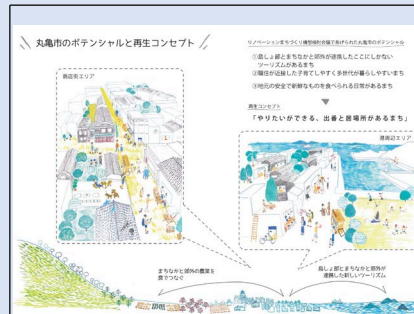 丸亀市のポテンシャルと再生コンセプト
リノベーションまちづくり構想検討会議で挙げられた丸亀市のポテンシャル
①島しょ部とまちなかと郊外が連携したここにしかない
ツーリズムがあるまち
②職住が近接した子育てしやすく多世代が暮らしやすいまち
③地元の安全で新鮮なものを食べられる日常があるまち
再生コンセプト
「やりたいができる、出番と居場所があるまち」
商店街エリア
港周辺エリア
まちなかと郊外の農業を
食でつなぐ
島しょ部とまちなかと郊外が
連携した新しいツーリズム